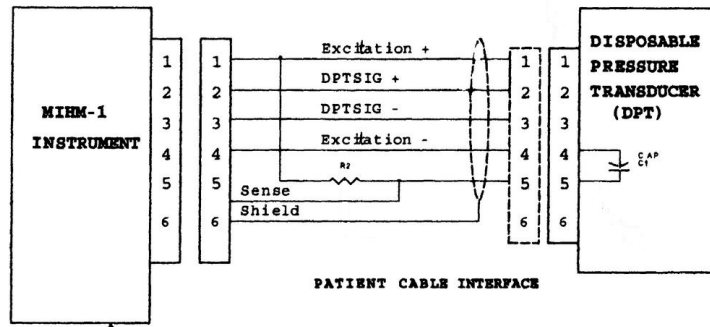 MIHM-1
INSTRUMENT
1
2
3
4
5
6
1
2
3
4
5
6
Excitation +
DPTSIG +
DPTSIG -
Excitation -
R2
Sense
Shield
1
2
3
4
5
6
1
2
3
4
5
6
DISPOSABLE
PRESSURE
TRANSDUCER
(DPT)
CAP
C1
PATIENT CABLE INTERFACE